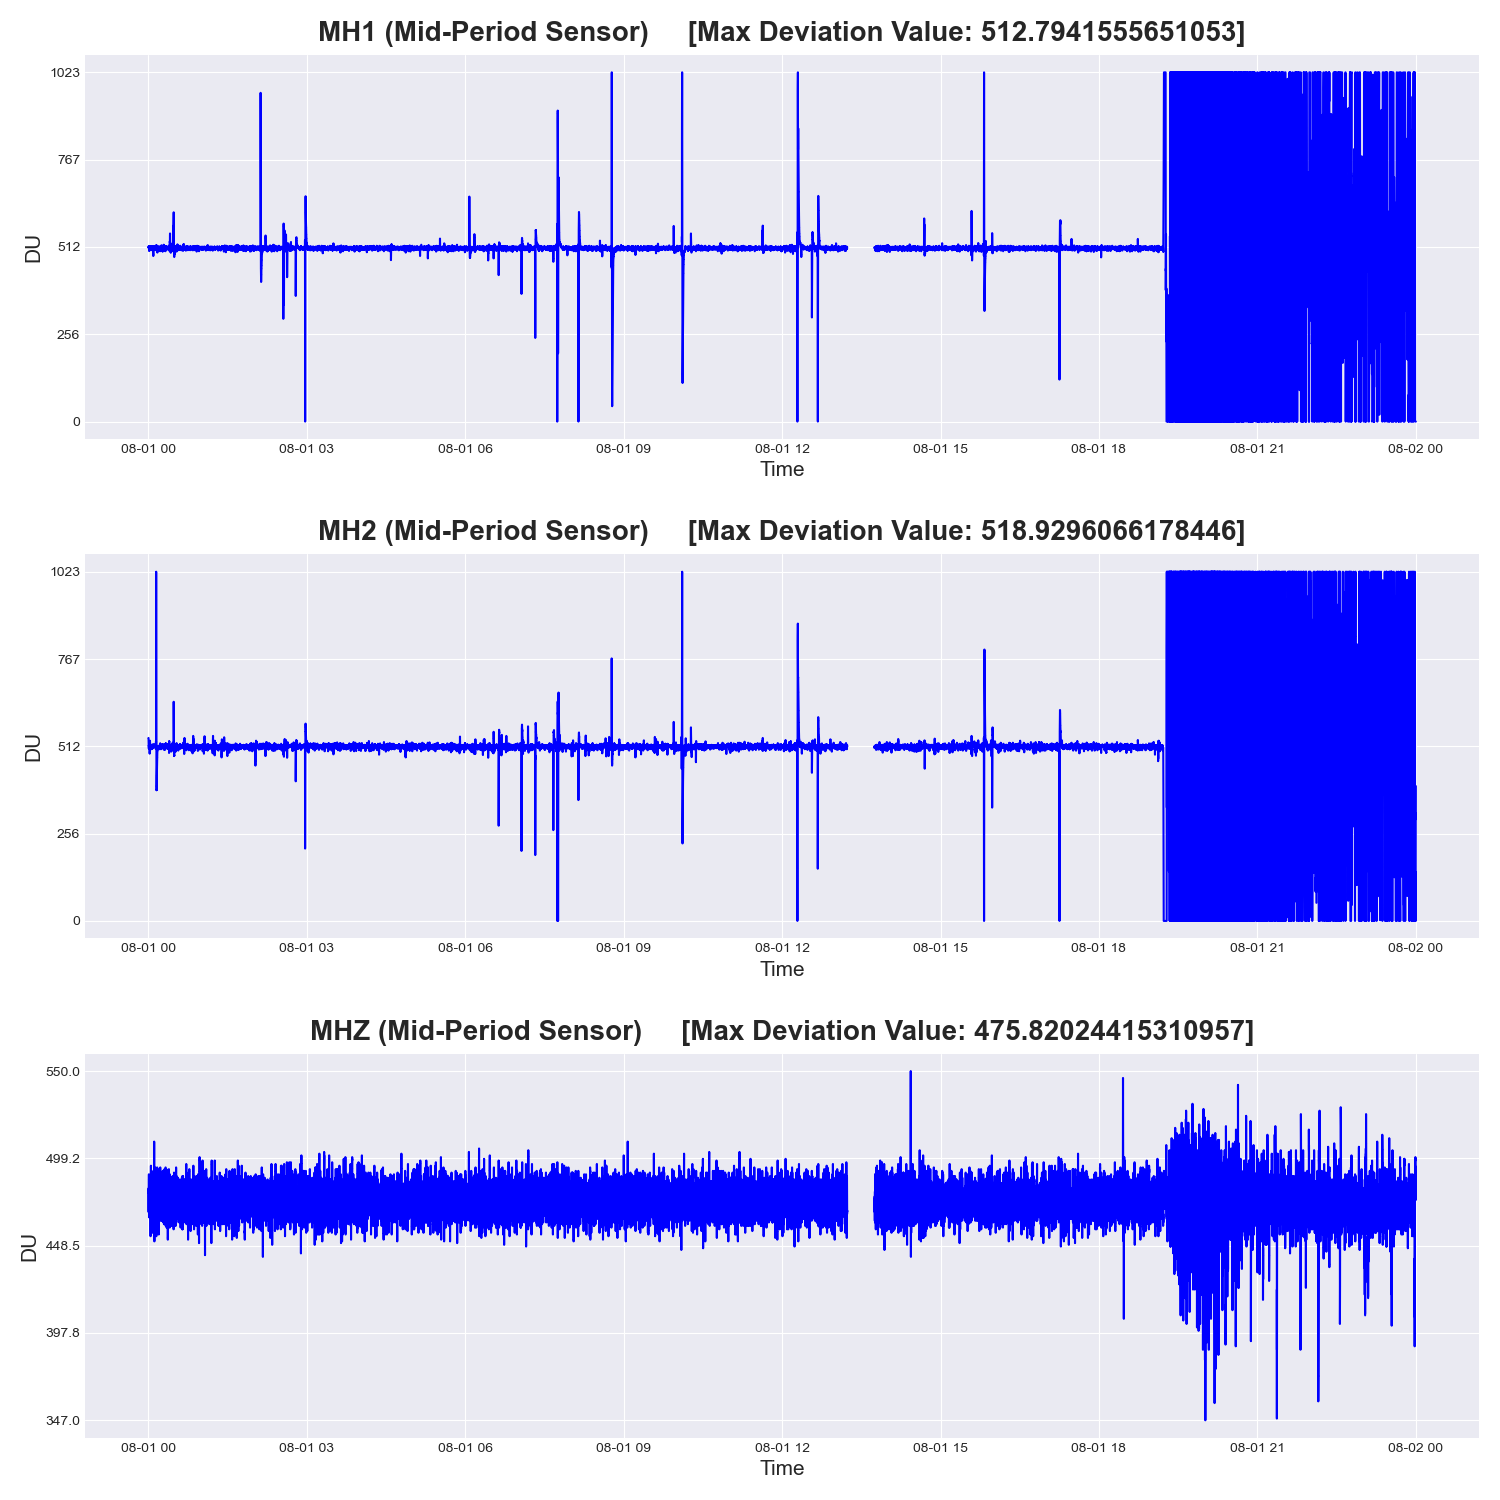 MH1 (Mid-Period Sensor) [Max Deviation Value: 512.7941555651053]
1023
767
512
256
0
DU
08-01 00 08-01 03 08-01 06 08-01 09 08-01 12 08-01 15 08-01 18 08-01 21 08-02 00
Time
MH2 (Mid-Period Sensor) [Max Deviation Value: 518.9296066178446]
1023
767
512
256
0
DU
08-01 00 08-01 03 08-01 06 08-01 09 08-01 12 08-01 15 08-01 18 08-01 21 08-02 00
Time
MHZ (Mid-Period Sensor) [Max Deviation Value: 475.82024415310957]
550.0
499.2
448.5
397.8
347.0
DU
08-01 00 08-01 03 08-01 06 08-01 09 08-01 12 08-01 15 08-01 18 08-01 21 08-02 00
Time